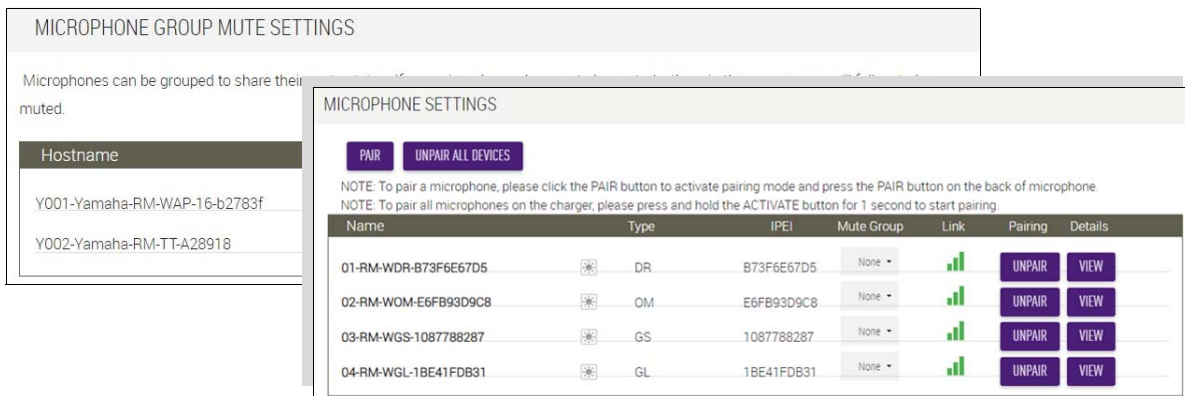 MICROPHONE GROUP MUTE SETTINGS
Microphones can be grouped to share their
muted.
Hostname
Y001-Yamaha-RM-WAP-16-b2783f
Y002-Yamaha-RM-TT-A28918
MICROPHONE SETTINGS
PAIR UNPAIR ALL DEVICES
NOTE: To pair a microphone, please click the PAIR button to activate pairing mode and press the PAIR button on the back of microphone.
NOTE: To pair all microphones on the charger, please press and hold the ACTIVATE button for 1 second to start pairing.
Name Type IPEI Mute Group Link Pairing Details
01-RM-WDR-B73F6E67D5 DR B73F6E67D5 None UNPAIR VIEW
02-RM-WOM-E6FB93D9C8 OM E6FB93D9C8 None UNPAIR VIEW
03-RM-WGS-1087788287 GS 1087788287 None UNPAIR VIEW
04-RM-WGL-1BE41FDB31 GL 1BE41FDB31 None UNPAIR VIEW